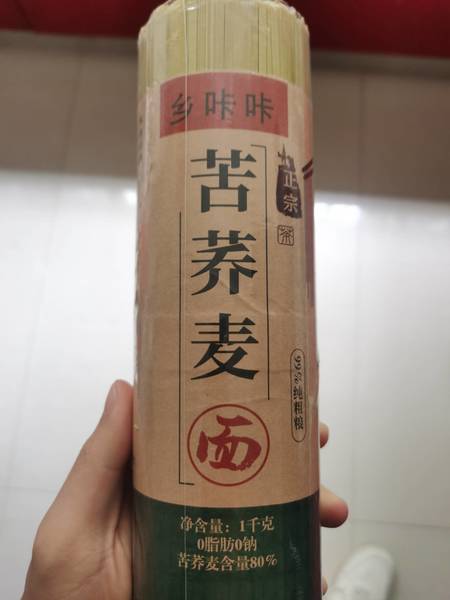 乡咔咔
正宗
苦荞麦
面
99%纯粗粮
净含量：1千克
0脂肪0钠
苦荞麦含量80%